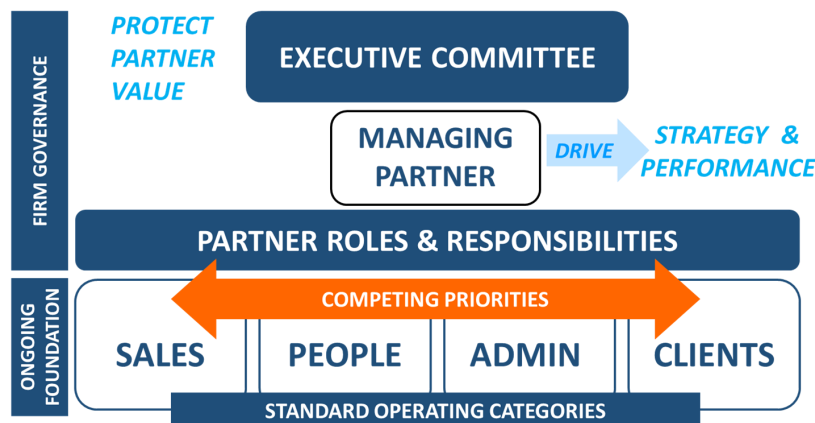 PROTECT
PARTNER
VALUE
EXECUTIVE COMMITTEE
FIRM GOVERNANCE
MANAGING
PARTNER
DRIVE
STRATEGY &
PERFORMANCE
PARTNER ROLES & RESPONSIBILITIES
ONGOING
FOUNDATION
COMPETING PRIORITIES
SALES
PEOPLE
ADMIN
CLIENTS
STANDARD OPERATING CATEGORIES